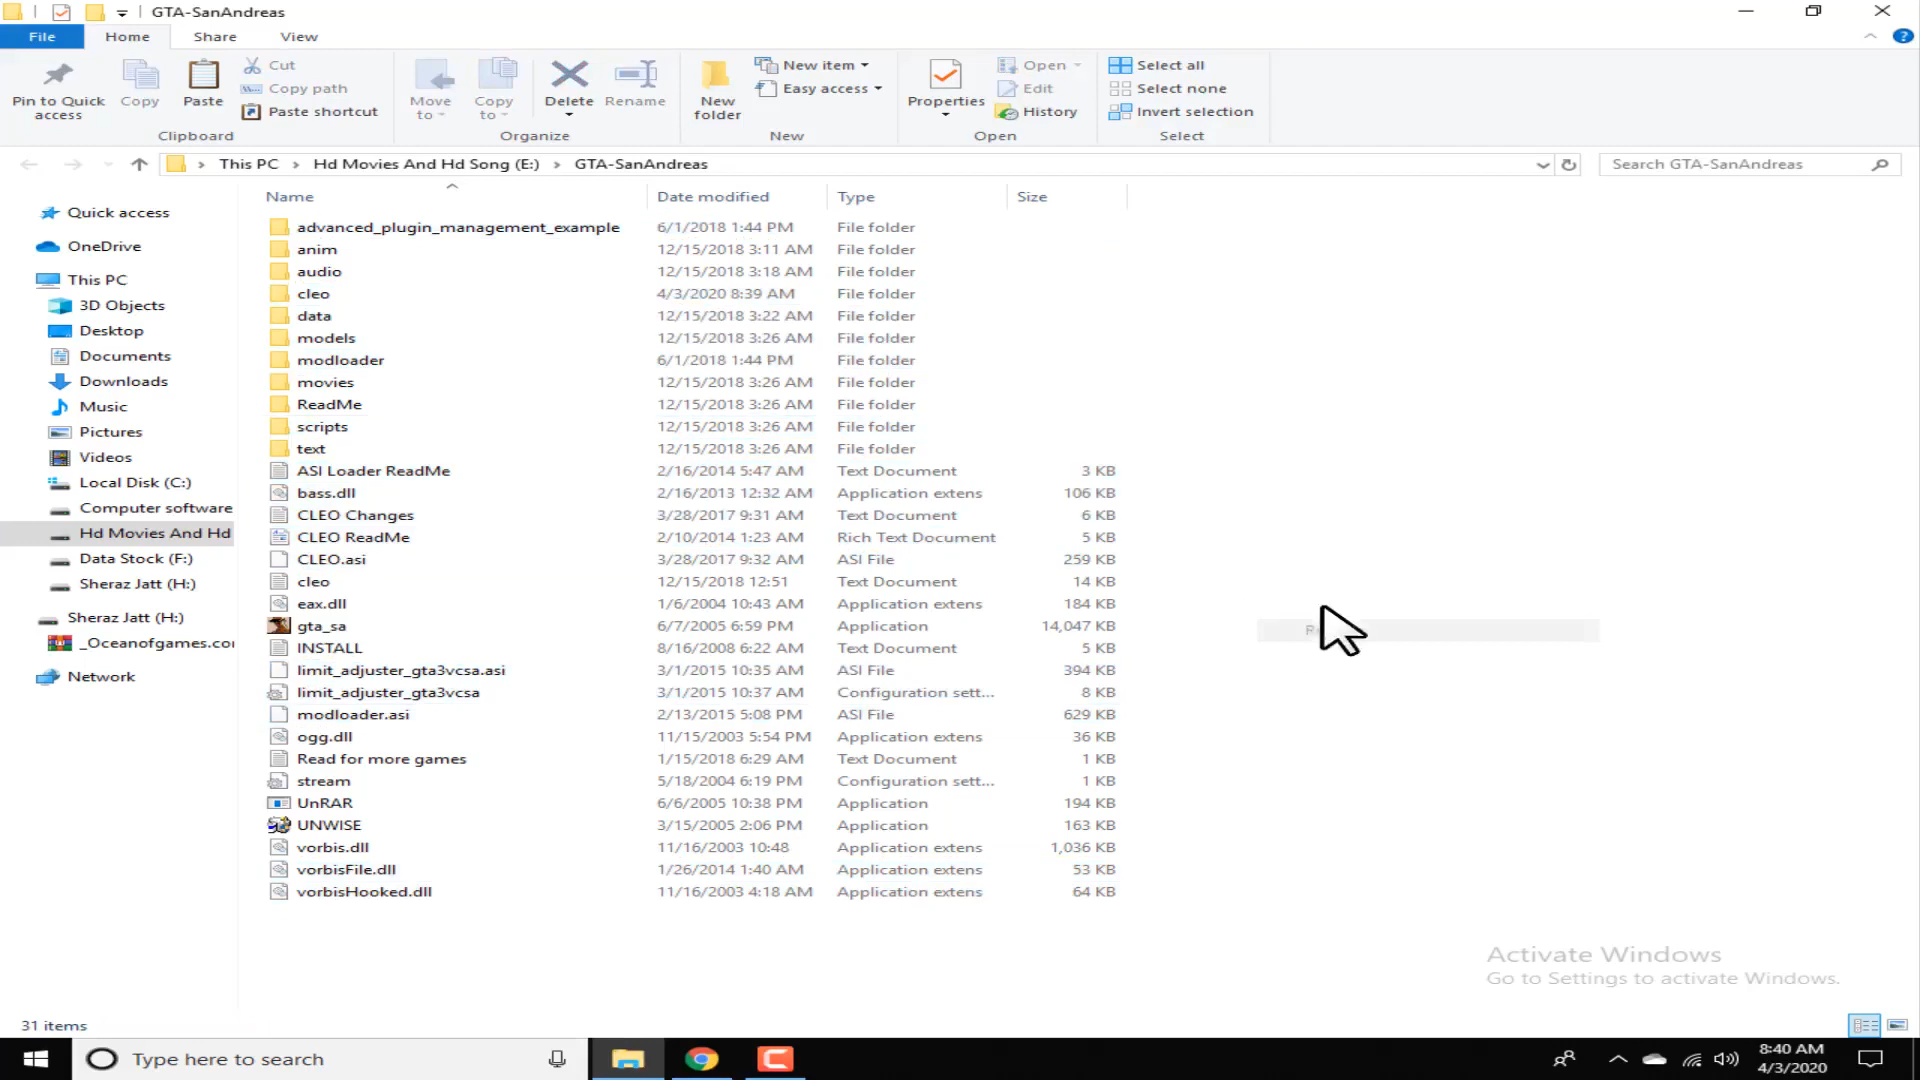 GTA-SanAndreas
File Home Share View
Pin to Quick access
Copy
Paste
Cut
Copy path
Paste shortcut
Clipboard
Move to
Copy to
Delete
Rename
Organize
New folder
New item
Easy access
New
Properties
Open
Edit
History
Open
Select all
Select none
Invert selection
Select
This PC > Hd Movies And Hd Song (E:) > GTA-SanAndreas
Search GTA-SanAndreas
Quick access
OneDrive
This PC
3D Objects
Desktop
Documents
Downloads
Music
Pictures
Videos
Local Disk (C:)
Computer software
Hd Movies And Hd
Data Stock (F:)
Sheraz Jatt (H:)
Sheraz Jatt (H:)
_Oceanofgames.co
Network
Name Date modified Type Size
advanced_plugin_management_example 6/1/2018 1:44 PM File folder
anim 12/15/2018 3:11 AM File folder
audio 12/15/2018 3:18 AM File folder
cleo 4/3/2020 8:39 AM File folder
data 12/15/2018 3:22 AM File folder
models 12/15/2018 3:26 AM File folder
modloader 6/1/2018 1:44 PM File folder
movies 12/15/2018 3:26 AM File folder
ReadMe 12/15/2018 3:26 AM File folder
scripts 12/15/2018 3:26 AM File folder
text 12/15/2018 3:26 AM File folder
ASI Loader ReadMe 2/16/2014 5:47 AM Text Document 3 KB
bass.dll 2/16/2013 12:32 AM Application extens 106 KB
CLEO Changes 3/28/2017 9:31 AM Text Document 6 KB
CLEO ReadMe 2/10/2014 1:23 AM Rich Text Document 5 KB
CLEO.asi 3/28/2017 9:32 AM ASI File 259 KB
cleo 12/15/2018 12:51 Text Document 14 KB
eax.dll 1/6/2004 10:43 AM Application extens 184 KB
gta_sa 6/7/2005 6:59 PM Application 14,047 KB
INSTALL 8/16/2008 6:22 AM Text Document 5 KB
limit_adjuster_gta3vcsa.asi 3/1/2015 10:35 AM ASI File 394 KB
limit_adjuster_gta3vcsa 3/1/2015 10:37 AM Configuration sett... 8 KB
modloader.asi 2/13/2015 5:08 PM ASI File 629 KB
ogg.dll 11/15/2003 5:54 PM Application extens 36 KB
Read for more games 1/15/2018 6:29 AM Text Document 1 KB
stream 5/18/2004 6:19 PM Configuration sett... 1 KB
UnRAR 6/6/2005 10:38 PM Application 194 KB
UNWISE 3/15/2005 2:06 PM Application 163 KB
vorbis.dll 11/16/2003 10:48 Application extens 1,036 KB
vorbisFile.dll 1/26/2014 1:40 AM Application extens 53 KB
vorbisHooked.dll 11/16/2003 4:18 AM Application extens 64 KB
Activate Windows
Go to Settings to activate Windows.
31 items
Type here to search
8:40 AM
4/3/2020